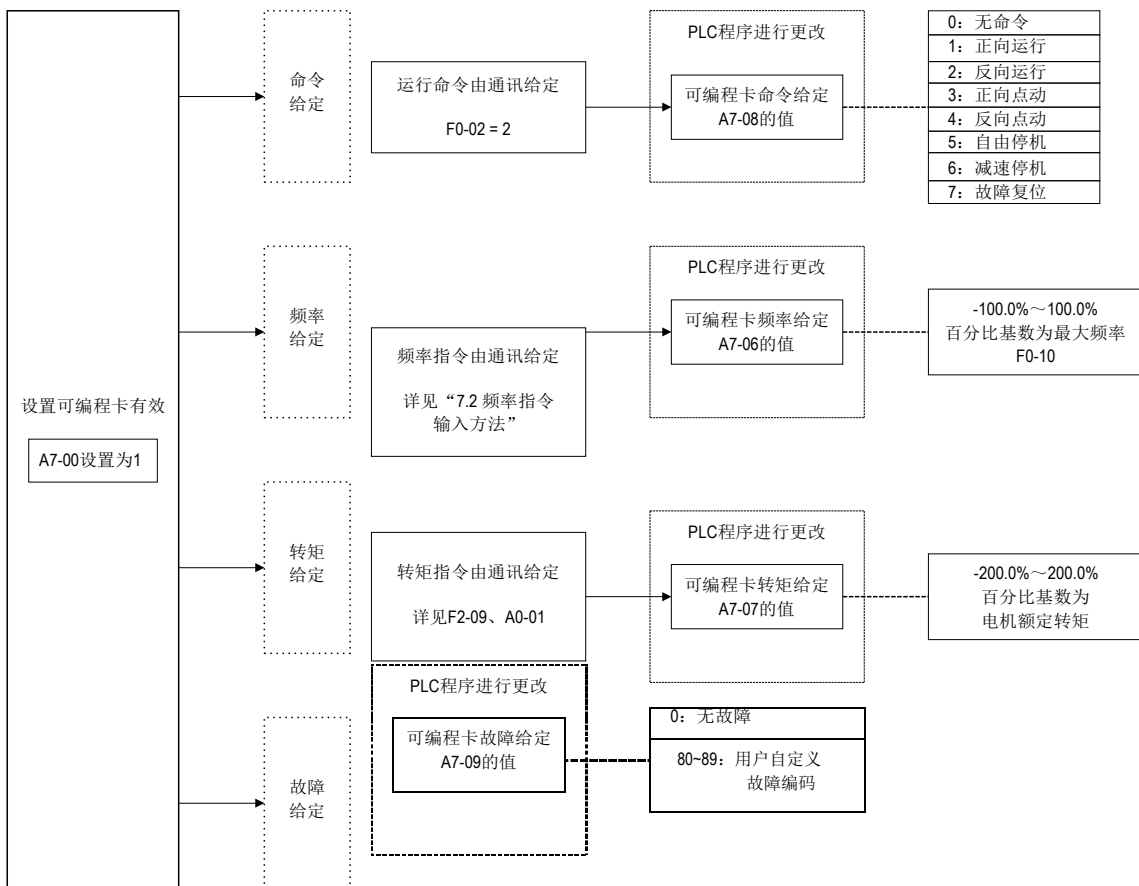 设置可编程卡有效
A7-00设置为1
命令
给定
运行命令由通讯给定
F0-02 = 2
PLC程序进行更改
可编程卡命令给定
A7-08的值
0：无命令
1：正向运行
2：反向运行
3：正向点动
4：反向点动
5：自由停机
6：减速停机
7：故障复位
频率
给定
频率指令由通讯给定
详见“7.2 频率指令
输入方法”
PLC程序进行更改
可编程卡频率给定
A7-06的值
-100.0%～100.0%
百分比基数为最大频率
F0-10
转矩
给定
转矩指令由通讯给定
详见F2-09、A0-01
PLC程序进行更改
可编程卡转矩给定
A7-07的值
-200.0%～200.0%
百分比基数为
电机额定转矩
故障
给定
PLC程序进行更改
可编程卡故障给定
A7-09的值
0：无故障
80~89：用户自定义
故障编码